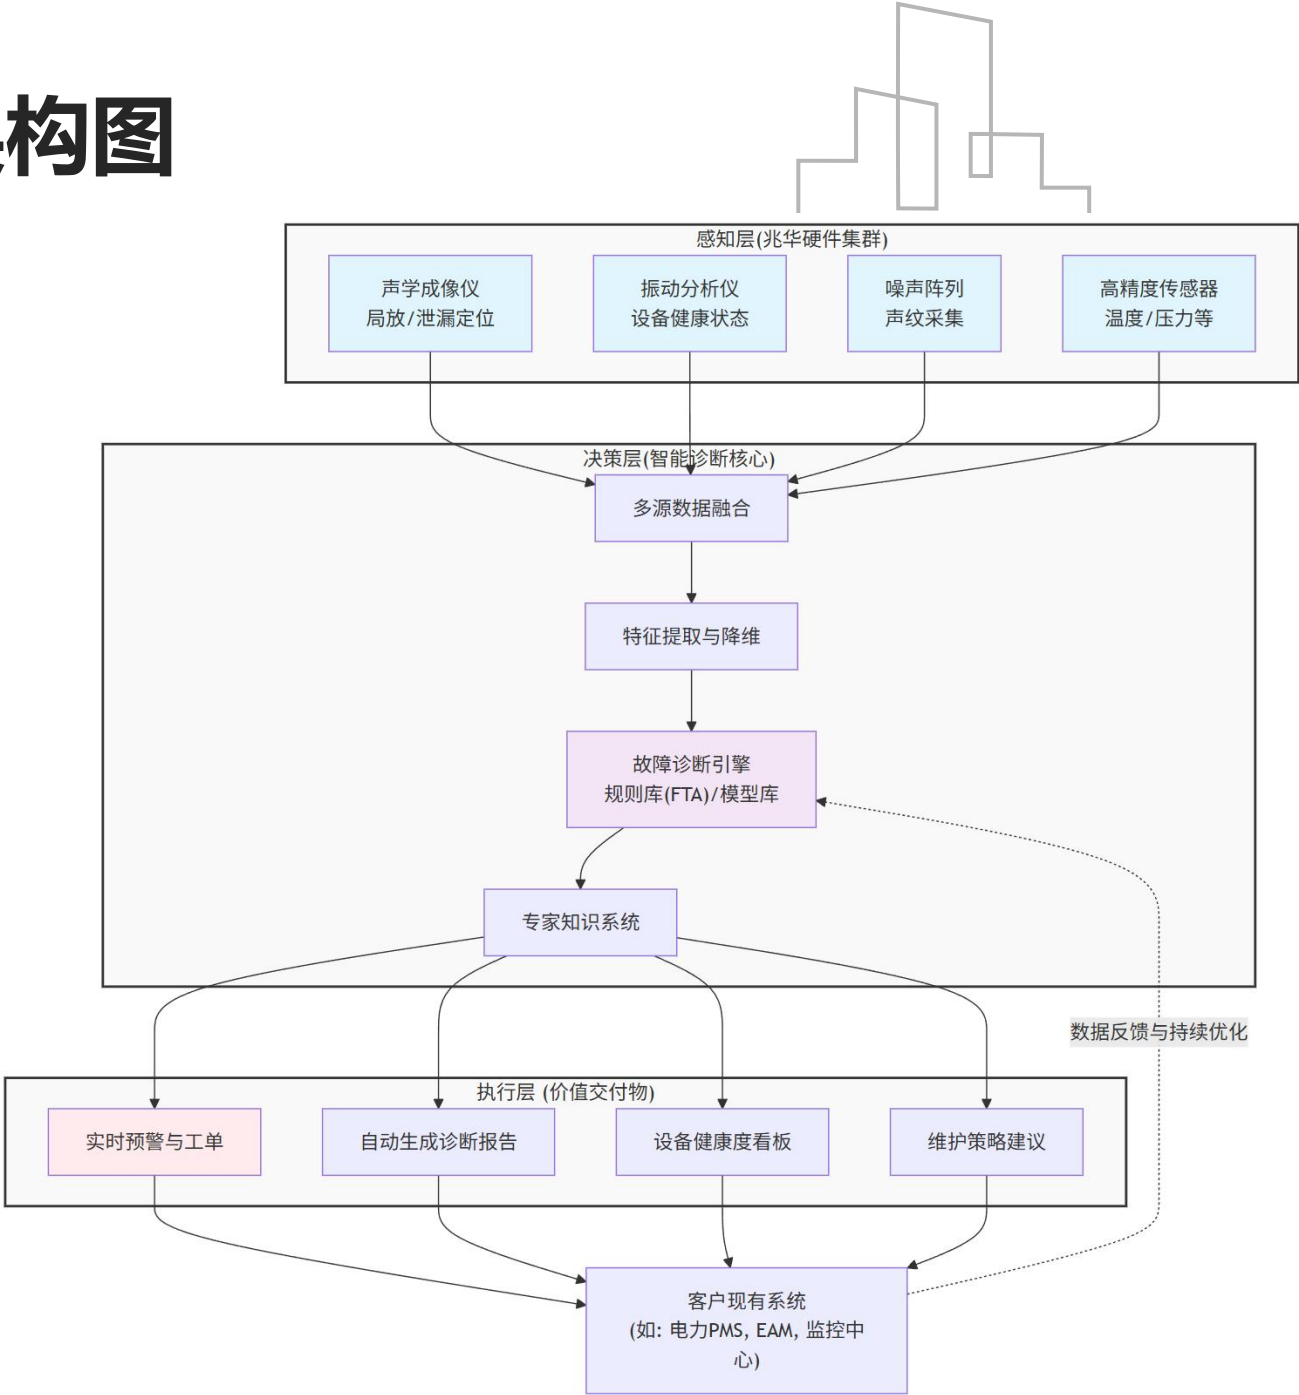 构图
感知层(兆华硬件集群)
声学成像仪
局放/泄漏定位
振动分析仪
设备健康状态
噪声阵列
声纹采集
高精度传感器
温度/压力等
决策层(智能诊断核心)
多源数据融合
特征提取与降维
故障诊断引擎
规则库(FTA)/模型库
专家知识系统
数据反馈与持续优化
执行层 (价值交付物)
实时预警与工单
自动生成诊断报告
设备健康度看板
维护策略建议
客户现有系统
(如: 电力PMS, EAM, 监控中
心)